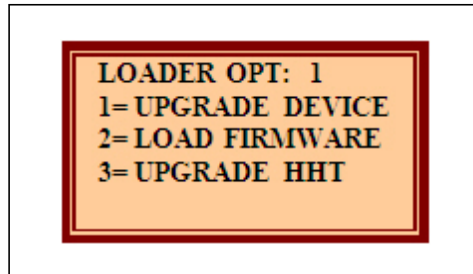 LOADER OPT: 1
1= UPGRADE DEVICE
2= LOAD FIRMWARE
3= UPGRADE HHT